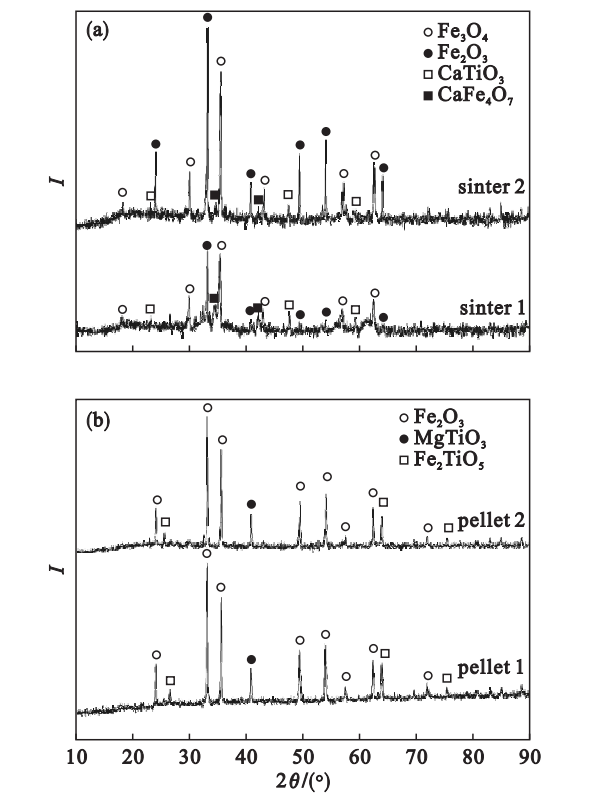 (a)
Fe₃O₄
Fe₂O₃
CaTiO₃
CaFe₄O₇
I
sinter 2
sinter 1
(b)
Fe₂O₃
MgTiO₃
Fe₂TiO₅
I
pellet 2
pellet 1
10 20 30 40 50 60 70 80 90
2θ/(°)